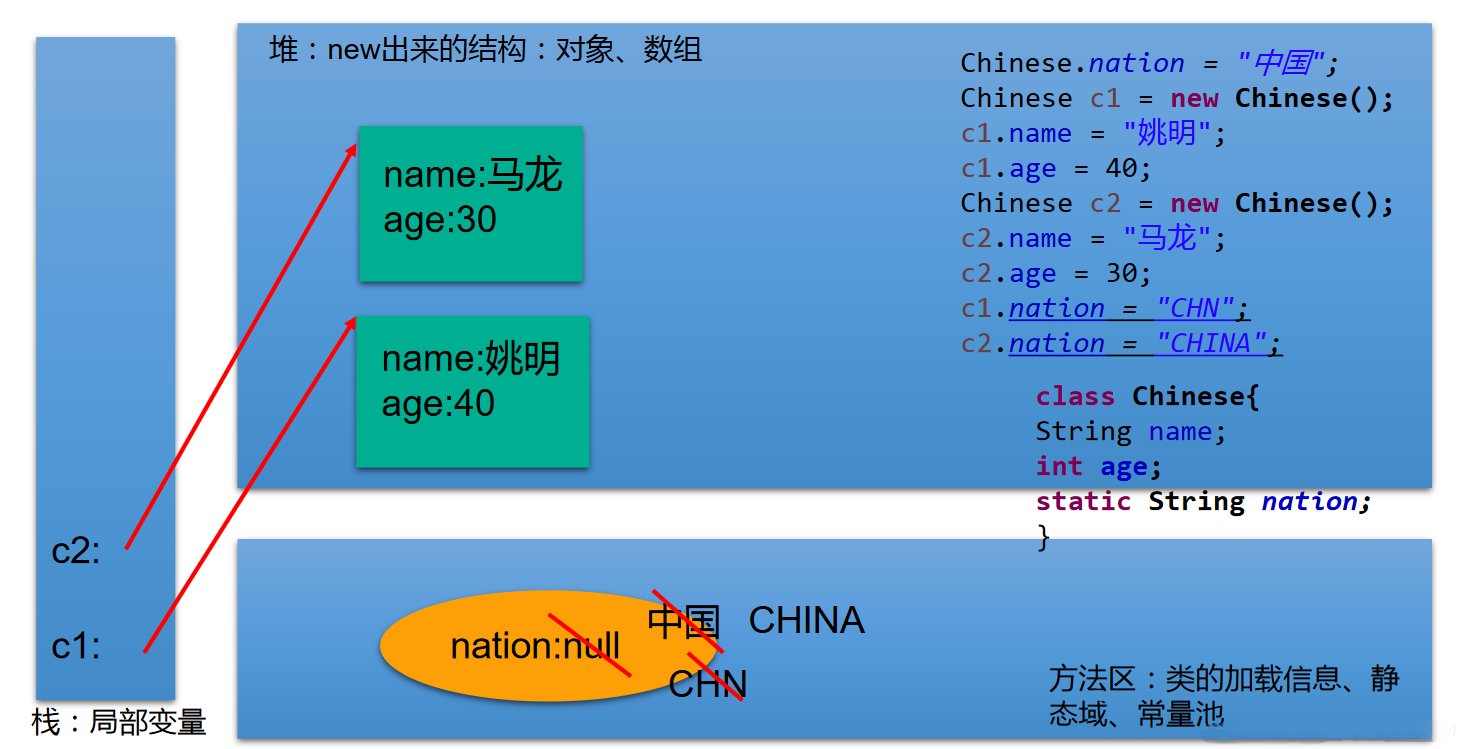 堆：new出来的结构：对象、数组
Chinese.nation = "中国";
Chinese c1 = new Chinese();
c1.name = "姚明";
c1.age = 40;
Chinese c2 = new Chinese();
c2.name = "马龙";
c2.age = 30;
c1.nation = "CHN";
c2.nation = "CHINA";
class Chinese{
String name;
int age;
static String nation;
}
name:马龙
age:30
name:姚明
age:40
c2:
c1:
栈：局部变量
nation:null
中国 CHINA
CHN
方法区：类的加载信息、静
态域、常量池